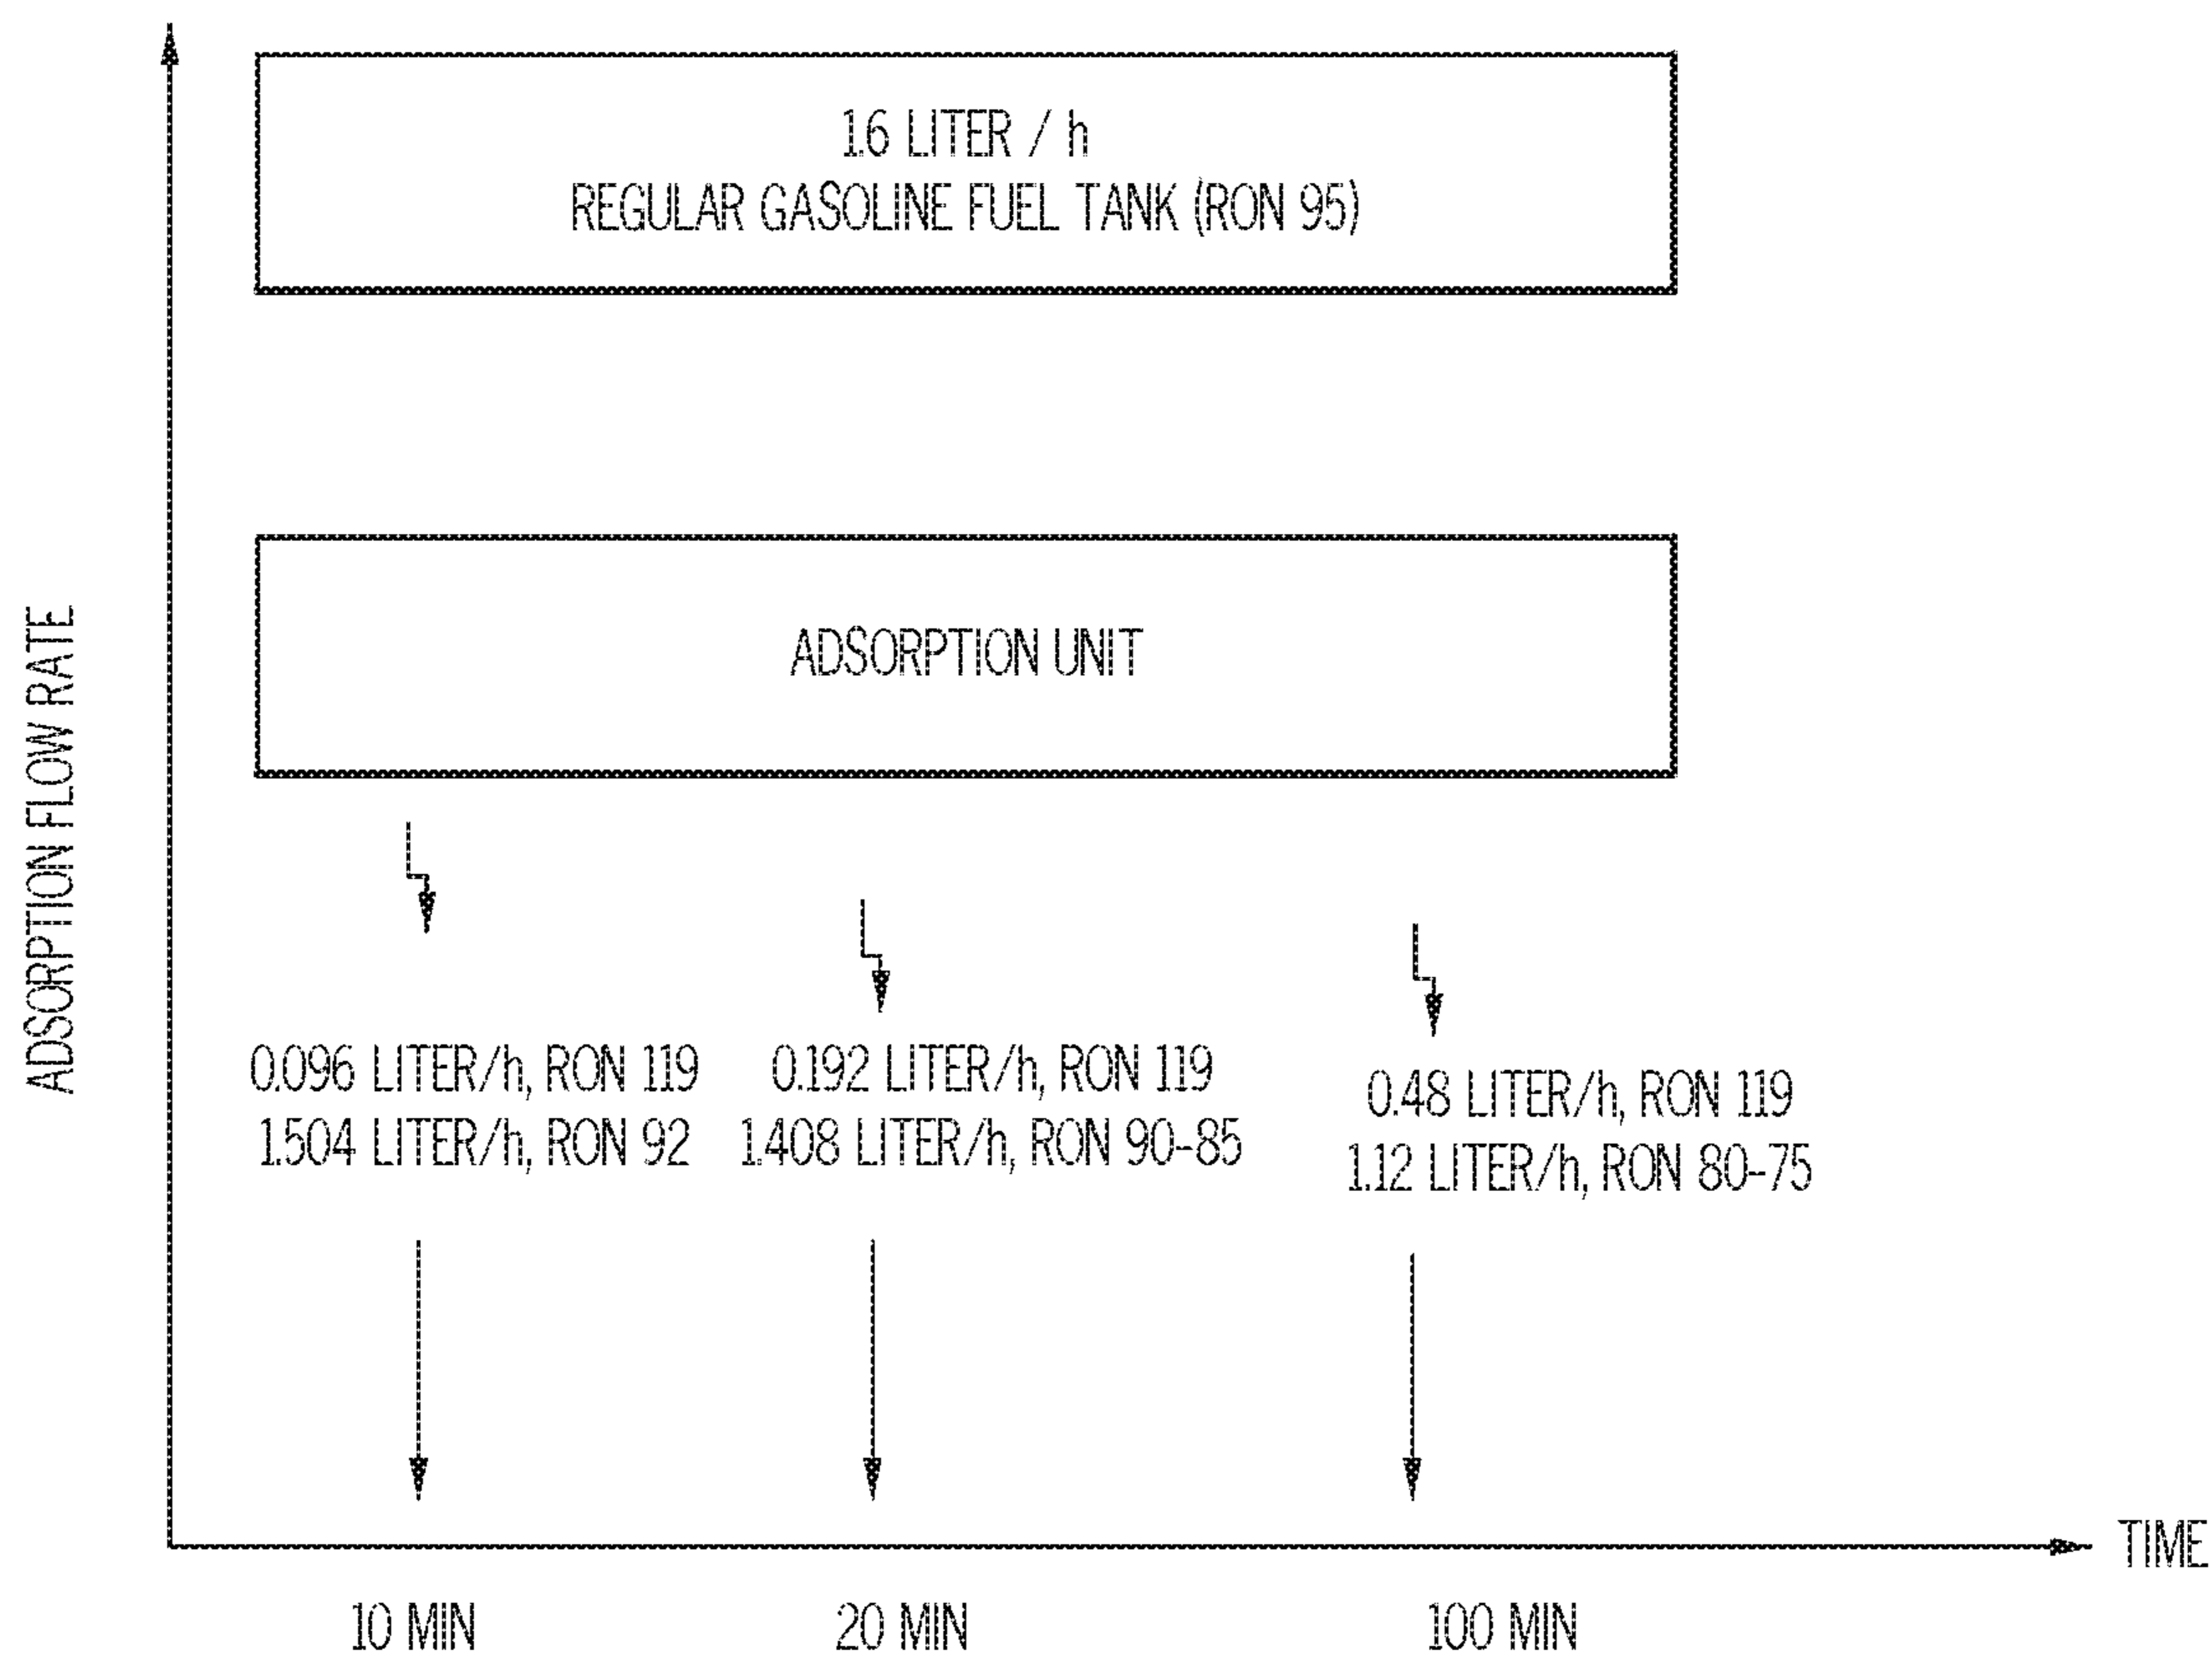 1.6 LITER / h
REGULAR GASOLINE FUEL TANK (RON 95)
ADSORPTION UNIT
ADSORPTION FLOW RATE
0.096 LITER/h, RON 119
1.504 LITER/h, RON 92
0.192 LITER/h, RON 119
1.408 LITER/h, RON 90-85
0.48 LITER/h, RON 119
1.12 LITER/h, RON 80-75
TIME
10 MIN
20 MIN
100 MIN